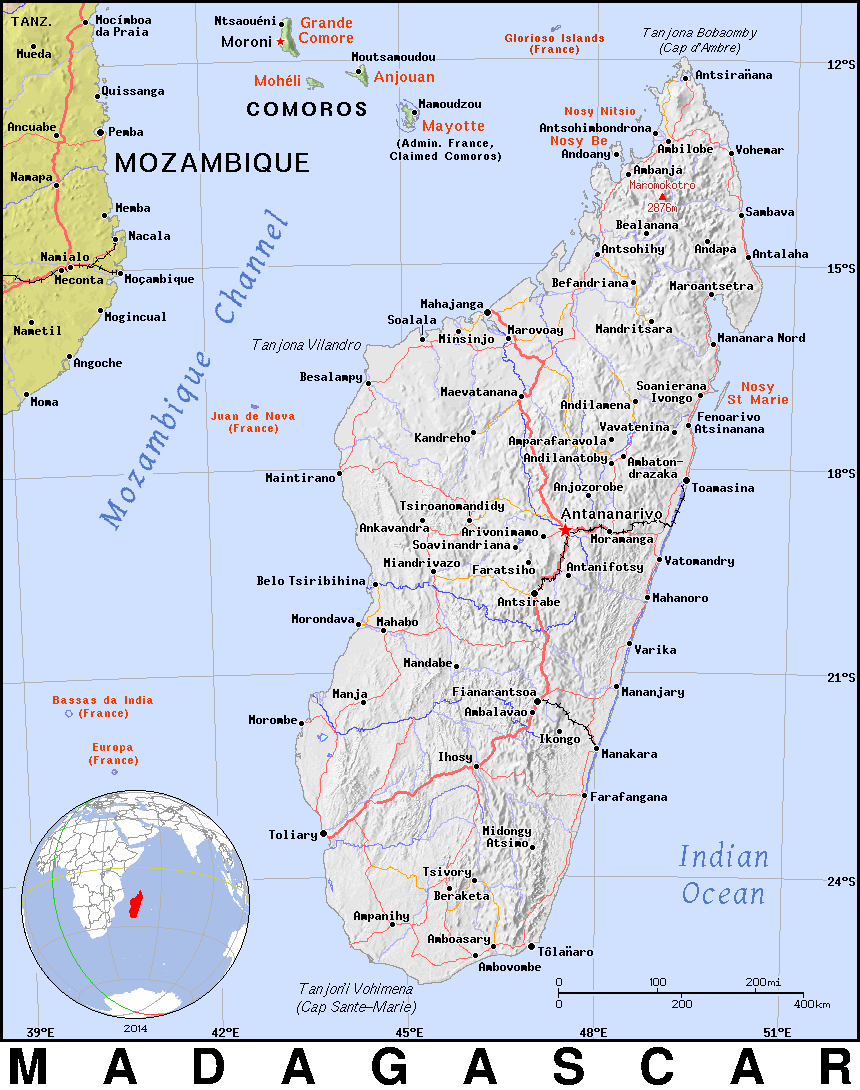 TANZ.
Mocímboa
da Praia
Mueda
Quissanga
Ancuabe
Pemba
MOZAMBIQUE
Namapa
Memba
Nacala
Namialo
Meconta
Moçambique
Mogincual
Nametil
Angoche
Moma
Ntsaouéni
Grande
Comore
Moroni
Moutsamoudou
Mohéli
Anjouan
COMOROS
Mamoudzou
Mayotte
(Admin. France,
Claimed Comoros)
Glorioso Islands
(France)
Tanjona Bobaomby
(Cap d'Ambre)
12°S
Antsirañana
Nosy Nitsio
Antsohimbondrona
Nosy Be
Andoany
Ambilobe
Vohemar
Ambanja
Maromokotro
2876m
Sambava
Bealanana
Antsohihy
Andapa
Antalaha
15°S
Befandriana
Maroantsetra
Mahajanga
Soalala
Minsinjo
Marovoay
Mandritsara
Mananara Nord
Tanjona Vilandro
Mozambique Channel
Besalampy
Maevatanana
Soanierana
Ivongo
Nosy
St Marie
Andilamena
Juan de Nova
(France)
Fenoarivo
Atsinanana
Vavatenina
Kandreho
Amparafaravola
Andilanatoby
Ambaton-
drazaka
18°S
Maintirano
Anjozorobe
Toamasina
Tsiroanomandidy
Antananarivo
Ankavandra
Arivonimamo
Moramanga
Soavinandriana
Miandrivazo
Faratsiho
Antanifotsy
Vatomandry
Belo Tsiribihina
Antsirabe
Mahanoro
Morondava
Mahabo
Varika
Mandabe
21°S
Manja
Fianarantsoa
Mananjary
Bassas da India
(France)
Morombe
Ambalavao
Ikongo
Manakara
Europa
(France)
Ihosy
Farafangana
Toliary
Midongy
Atsimo
Indian
Ocean
Tsivory
Beraketa
24°S
Ampanihy
Amboasary
Tôlañaro
Ambovombe
Tanjoñi Vohimena
(Cap Sante-Marie)
0 100 200mi
0 200 400km
2014
39°E 42°E 45°E 48°E 51°E
MADAGASCAR